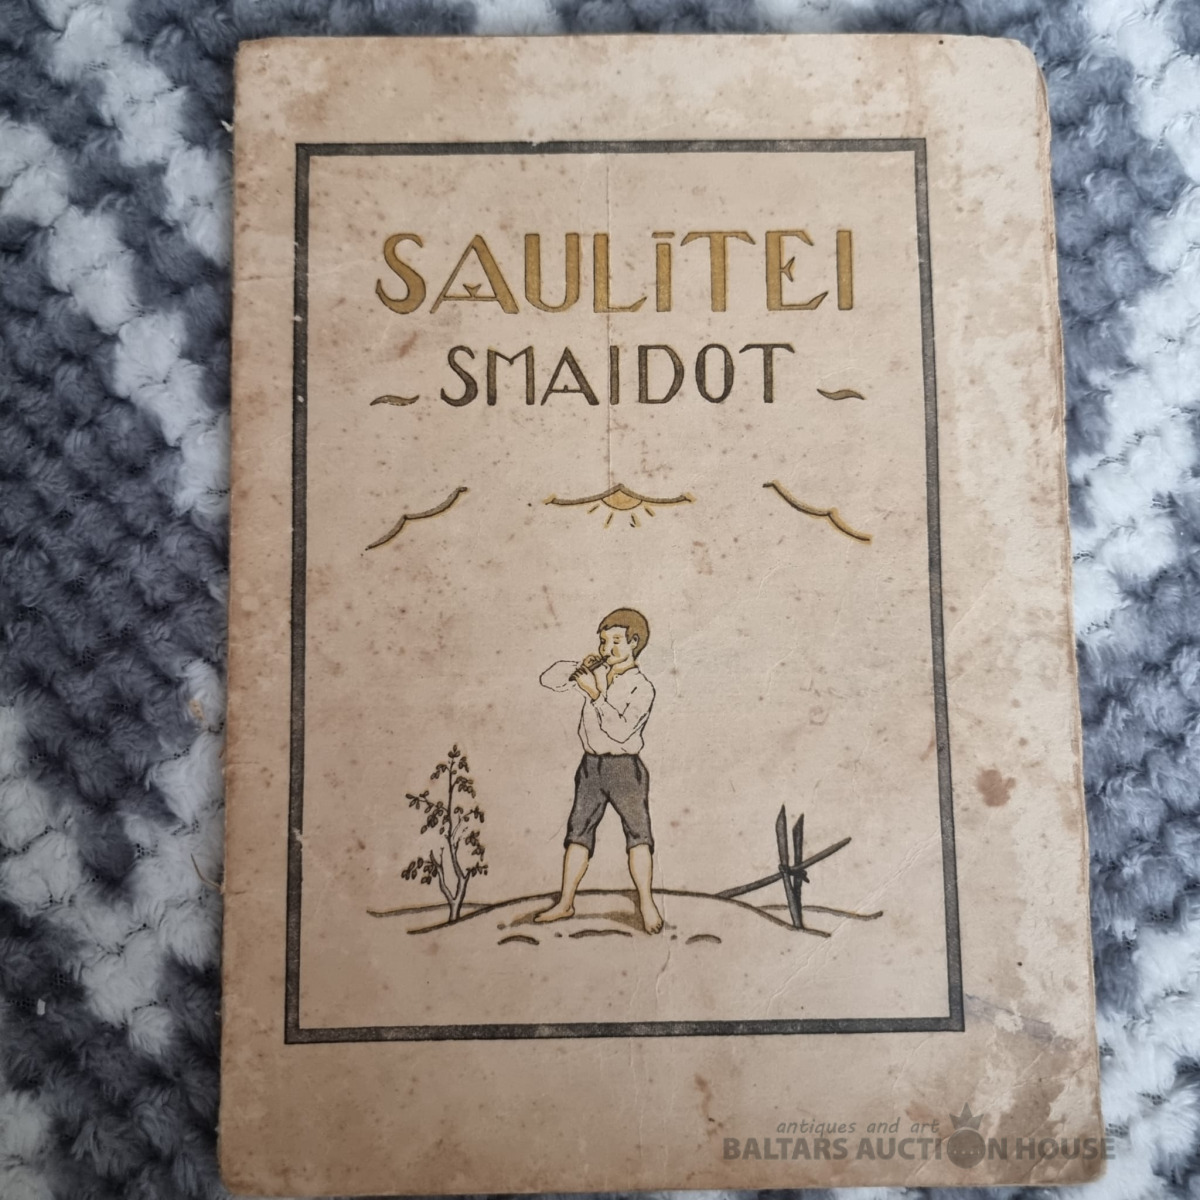 SAULĪTEI
SMAIDOT
antiques and art
BALTARS AUCTION HOUSE